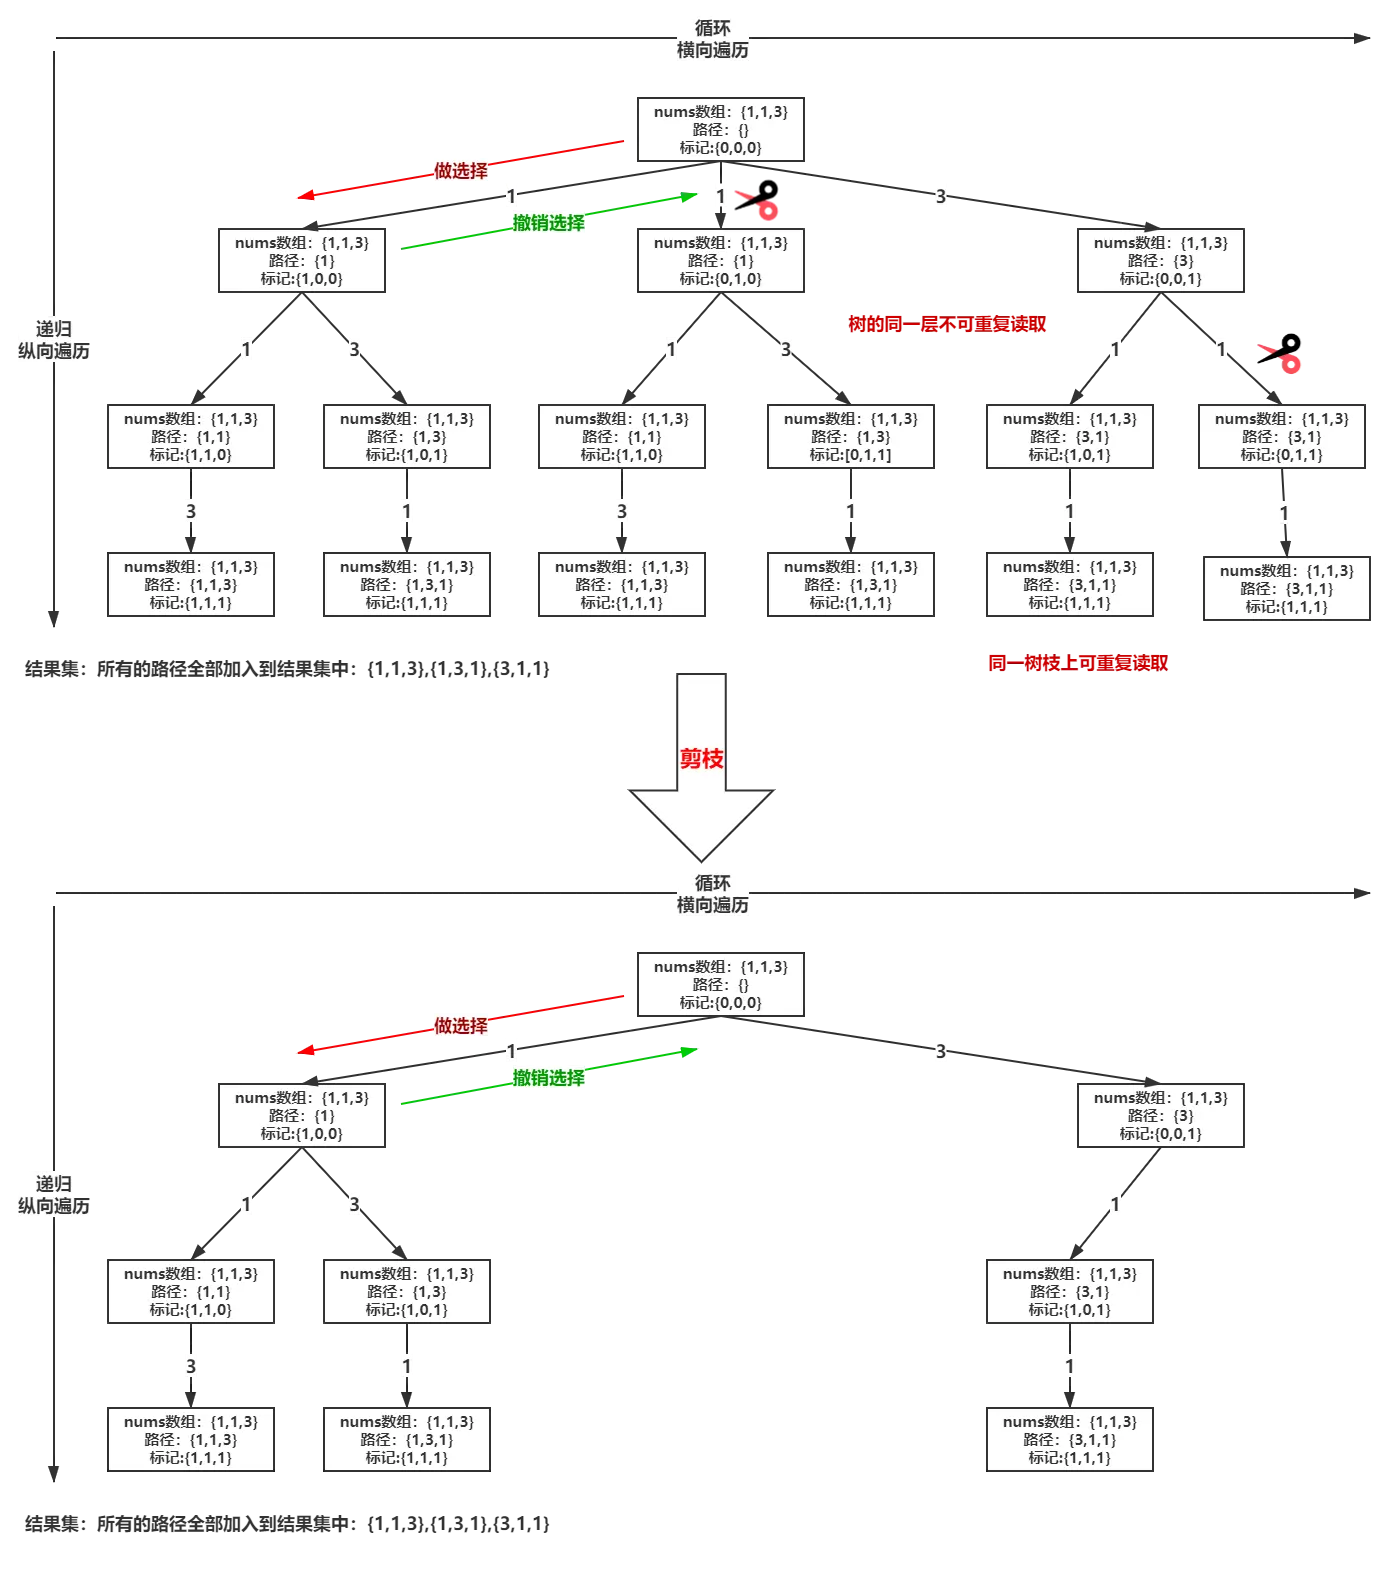 循环
横向遍历
nums数组：{1,1,3}
路径：{}
标记:{0,0,0}
做选择
1
1
3
撤销选择
nums数组：{1,1,3}
路径：{1}
标记:{1,0,0}
nums数组：{1,1,3}
路径：{1}
标记:{0,1,0}
nums数组：{1,1,3}
路径：{3}
标记:{0,0,1}
树的同一层不可重复读取
递归
纵向遍历
1
3
1
3
1
1
nums数组：{1,1,3}
路径：{1,1}
标记:{1,1,0}
nums数组：{1,1,3}
路径：{1,3}
标记:{1,0,1}
nums数组：{1,1,3}
路径：{1,1}
标记:{1,1,0}
nums数组：{1,1,3}
路径：{1,3}
标记:[0,1,1]
nums数组：{1,1,3}
路径：{3,1}
标记:{1,0,1}
nums数组：{1,1,3}
路径：{3,1}
标记:{0,1,1}
3
1
3
1
1
1
nums数组：{1,1,3}
路径：{1,1,3}
标记:{1,1,1}
nums数组：{1,1,3}
路径：{1,3,1}
标记:{1,1,1}
nums数组：{1,1,3}
路径：{1,1,3}
标记:{1,1,1}
nums数组：{1,1,3}
路径：{1,3,1}
标记:{1,1,1}
nums数组：{1,1,3}
路径：{3,1,1}
标记:{1,1,1}
nums数组：{1,1,3}
路径：{3,1,1}
标记:{1,1,1}
结果集：所有的路径全部加入到结果集中：{1,1,3},{1,3,1},{3,1,1}
同一树枝上可重复读取
剪枝
循环
横向遍历
nums数组：{1,1,3}
路径：{}
标记:{0,0,0}
做选择
1
3
撤销选择
nums数组：{1,1,3}
路径：{1}
标记:{1,0,0}
nums数组：{1,1,3}
路径：{3}
标记:{0,0,1}
递归
纵向遍历
1
3
1
nums数组：{1,1,3}
路径：{1,1}
标记:{1,1,0}
nums数组：{1,1,3}
路径：{1,3}
标记:{1,0,1}
nums数组：{1,1,3}
路径：{3,1}
标记:{1,0,1}
3
1
1
nums数组：{1,1,3}
路径：{1,1,3}
标记:{1,1,1}
nums数组：{1,1,3}
路径：{1,3,1}
标记:{1,1,1}
nums数组：{1,1,3}
路径：{3,1,1}
标记:{1,1,1}
结果集：所有的路径全部加入到结果集中：{1,1,3},{1,3,1},{3,1,1}